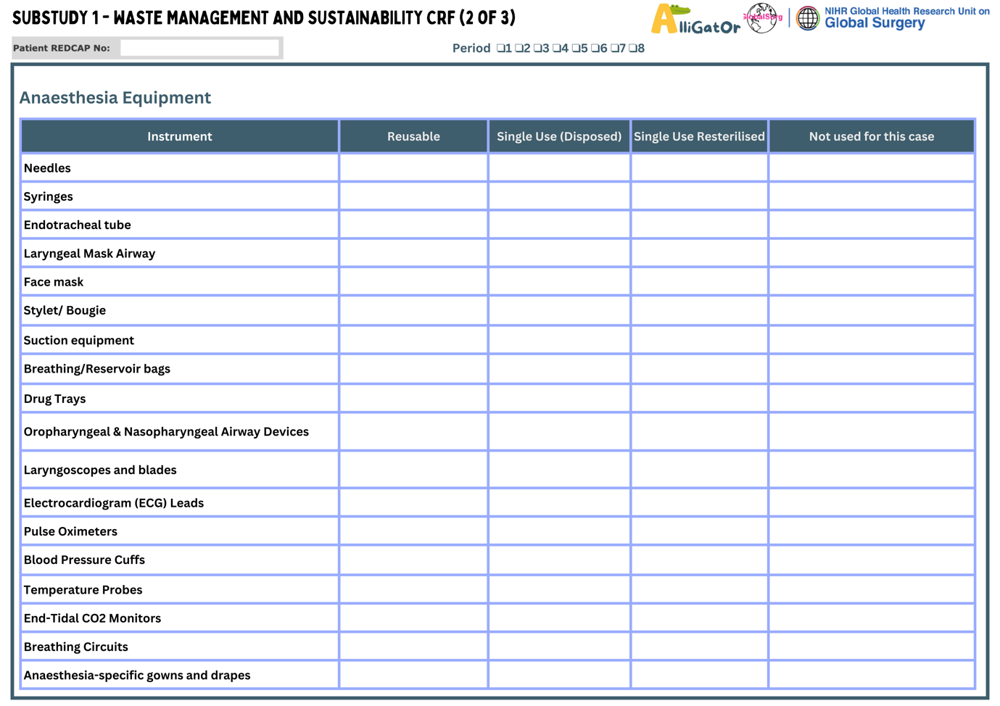 SUBSTUDY 1 - WASTE MANAGEMENT AND SUSTAINABILITY CRF (2 OF 3)
AlliGatOr
GlobalSurg
NIHR Global Health Research Unit on
Global Surgery
Patient REDCAP No:
Period ❏1 ❏2 ❏3 ❏4 ❏5 ❏6 ❏7 ❏8
Anaesthesia Equipment
Instrument Reusable Single Use (Disposed) Single Use Resterilised Not used for this case
Needles
Syringes
Endotracheal tube
Laryngeal Mask Airway
Face mask
Stylet/ Bougie
Suction equipment
Breathing/Reservoir bags
Drug Trays
Oropharyngeal & Nasopharyngeal Airway Devices
Laryngoscopes and blades
Electrocardiogram (ECG) Leads
Pulse Oximeters
Blood Pressure Cuffs
Temperature Probes
End-Tidal CO2 Monitors
Breathing Circuits
Anaesthesia-specific gowns and drapes